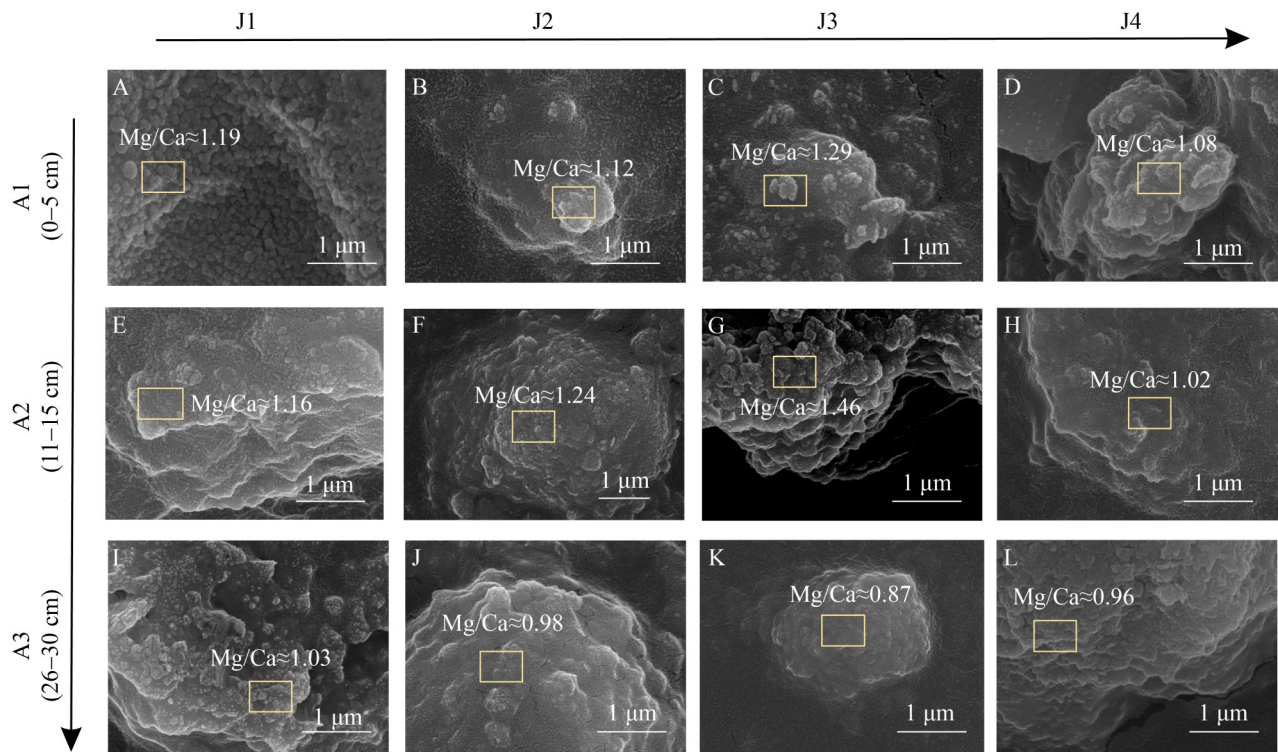 J1 J2 J3 J4
A1
(0–5 cm)
A
Mg/Ca≈1.19
1 μm
B
Mg/Ca≈1.12
1 μm
C
Mg/Ca≈1.29
1 μm
D
Mg/Ca≈1.08
1 μm
A2
(11–15 cm)
E
Mg/Ca≈1.16
1 μm
F
Mg/Ca≈1.24
1 μm
G
Mg/Ca≈1.46
1 μm
H
Mg/Ca≈1.02
1 μm
A3
(26–30 cm)
I
Mg/Ca≈1.03
1 μm
J
Mg/Ca≈0.98
1 μm
K
Mg/Ca≈0.87
1 μm
L
Mg/Ca≈0.96
1 μm